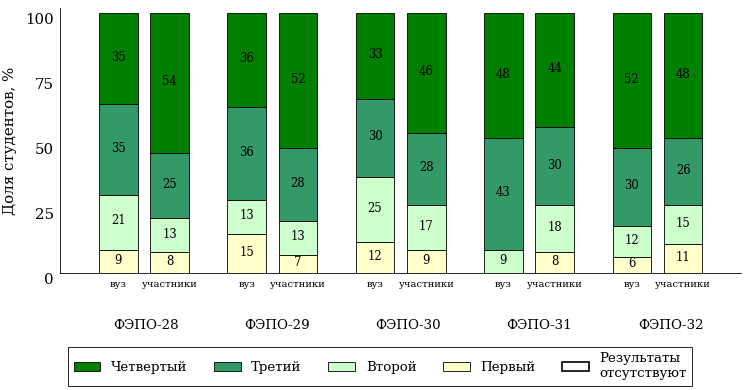 Доля студентов, %
100
75
50
25
0
35 54 36 52 33 46 48 44 52 48
35 25 36 28 30 28 43 30 30 26
21 13 13 13 25 17 9 18 12 15
9 8 15 7 12 9 8 6 11
вуз участники вуз участники вуз участники вуз участники вуз участники
ФЭПО-28 ФЭПО-29 ФЭПО-30 ФЭПО-31 ФЭПО-32
Четвертый Третий Второй Первый Результаты
отсутствуют